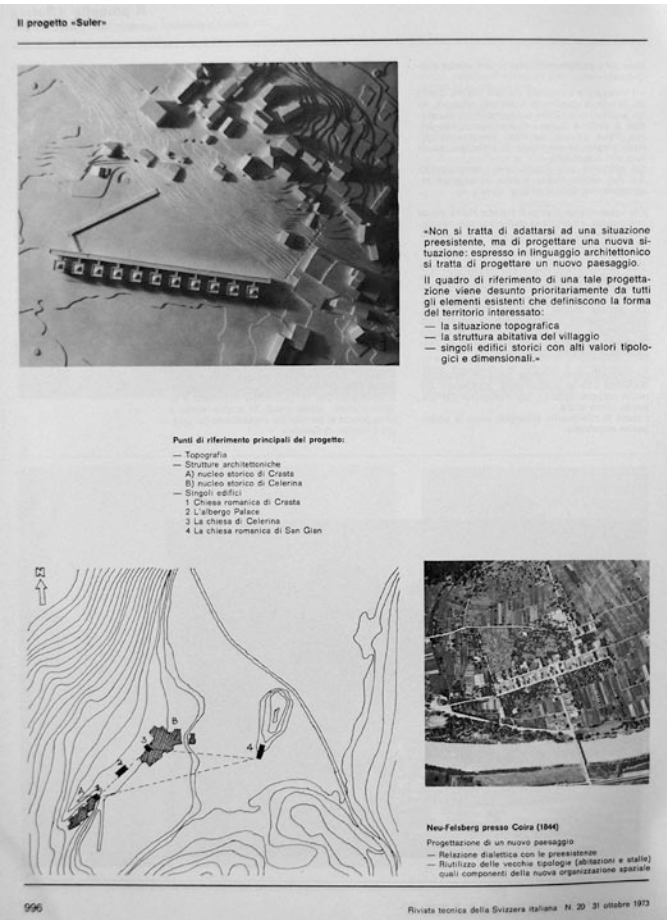 Il progetto «Suler»
«Non si tratta di adattarsi ad una situazione
preesistente, ma di progettare una nuova si-
tuazione: espresso in linguaggio architettonico
si tratta di progettare un nuovo paesaggio.
Il quadro di riferimento di una tale progetta-
zione viene desunto prioritariamente da tutti
gli elementi esistenti che definiscono la forma
del territorio interessato:
— la situazione topografica
— la struttura abitativa del villaggio
— singoli edifici storici con alti valori tipolo-
gici e dimensionali.»
Punti di riferimento principali del progetto:
— Topografia
— Strutture architettoniche
A) nucleo storico di Crasta
B) nucleo storico di Celerina
— Singoli edifici
1 Chiesa romanica di Crasta
2 L'albergo Palace
3 La chiesa di Celerina
4 La chiesa romanica di San Gian
N
B
3
4
2
A
Neu-Felsberg presso Coira (1844)
Progettazione di un nuovo paesaggio
— Relazione dialettica con le preesistenze
— Riutilizzo delle vecchie tipologie (abitazioni e stalle)
quali componenti della nuova organizzazione spaziale
996
Rivista tecnica della Svizzera italiana N. 20 31 ottobre 1973